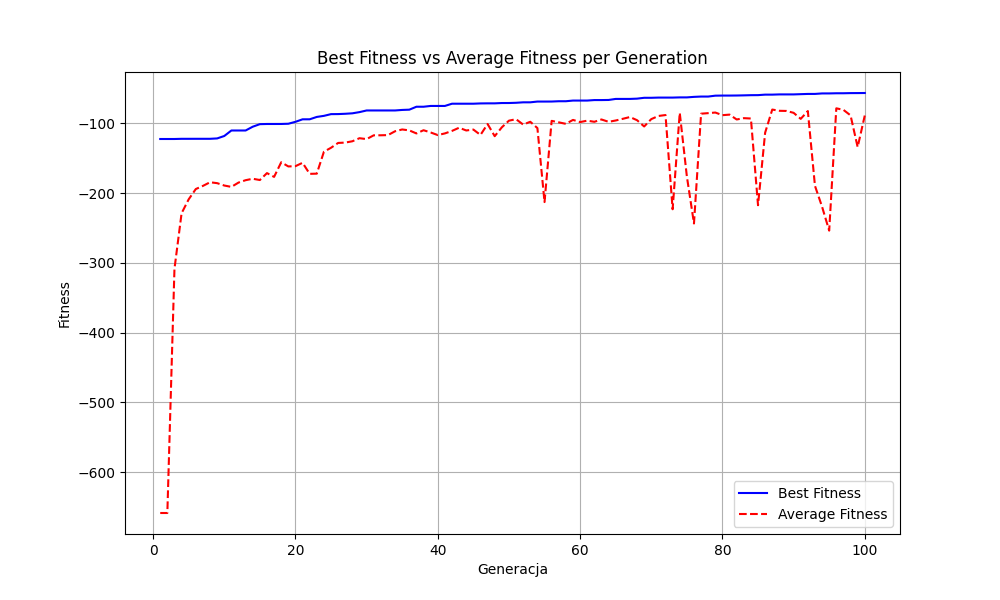 Best Fitness vs Average Fitness per Generation
Fitness
−100
−200
−300
−400
−500
−600
0
20
40
60
80
100
Generacja
Best Fitness
Average Fitness